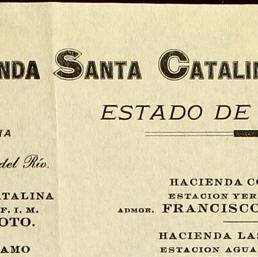 NDA SANTA CATALIN
ESTADO DE
del Río.
ATALINA
F. I. M.
OTO.
AMO
HACIENDA CO
ESTACION YER
ADMOR. FRANCISCO
HACIENDA LAS
ESTACION AGUA